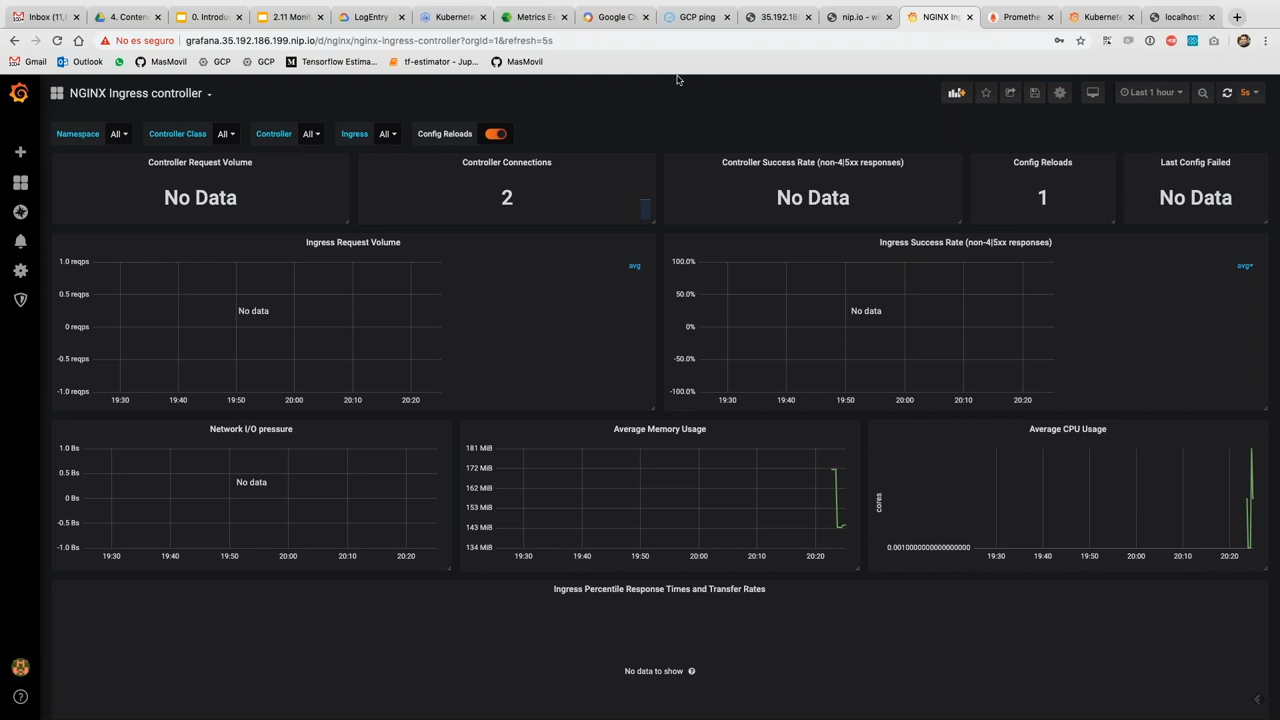 Inbox (11,
4. Conten
0. Introdu
2.11 Monit
LogEntry
Kubernete
Metrics Ex
Google Cl
GCP ping
35.192.186
nip.io - wi
NGINX Ing
Promethe
Kubernete
localhost:
No es seguro
grafana.35.192.186.199.nip.io/d/nginx/nginx-ingress-controller?orgId=1&refresh=5s
Gmail
Outlook
MasMovil
GCP
GCP
Tensorflow Estima...
tf-estimator - Jup...
MasMovil
NGINX Ingress controller
Last 1 hour
5s
Namespace
All
Controller Class
All
Controller
All
Ingress
All
Config Reloads
Controller Request Volume
No Data
Controller Connections
2
Controller Success Rate (non-4|5xx responses)
No Data
Config Reloads
1
Last Config Failed
No Data
Ingress Request Volume
1.0 reqps
0.5 reqps
0 reqps
-0.5 reqps
-1.0 reqps
No data
avg
19:30 19:40 19:50 20:00 20:10 20:20
Ingress Success Rate (non-4|5xx responses)
100.0%
50.0%
0%
-50.0%
-100.0%
No data
avg
19:30 19:40 19:50 20:00 20:10 20:20
Network I/O pressure
1.0 Bs
0.5 Bs
0 Bs
-0.5 Bs
-1.0 Bs
No data
19:30 19:40 19:50 20:00 20:10 20:20
Average Memory Usage
181 MiB
172 MiB
162 MiB
153 MiB
143 MiB
134 MiB
19:30 19:40 19:50 20:00 20:10 20:20
Average CPU Usage
cores
0.0010000000000000000
19:30 19:40 19:50 20:00 20:10 20:20
Ingress Percentile Response Times and Transfer Rates
No data to show